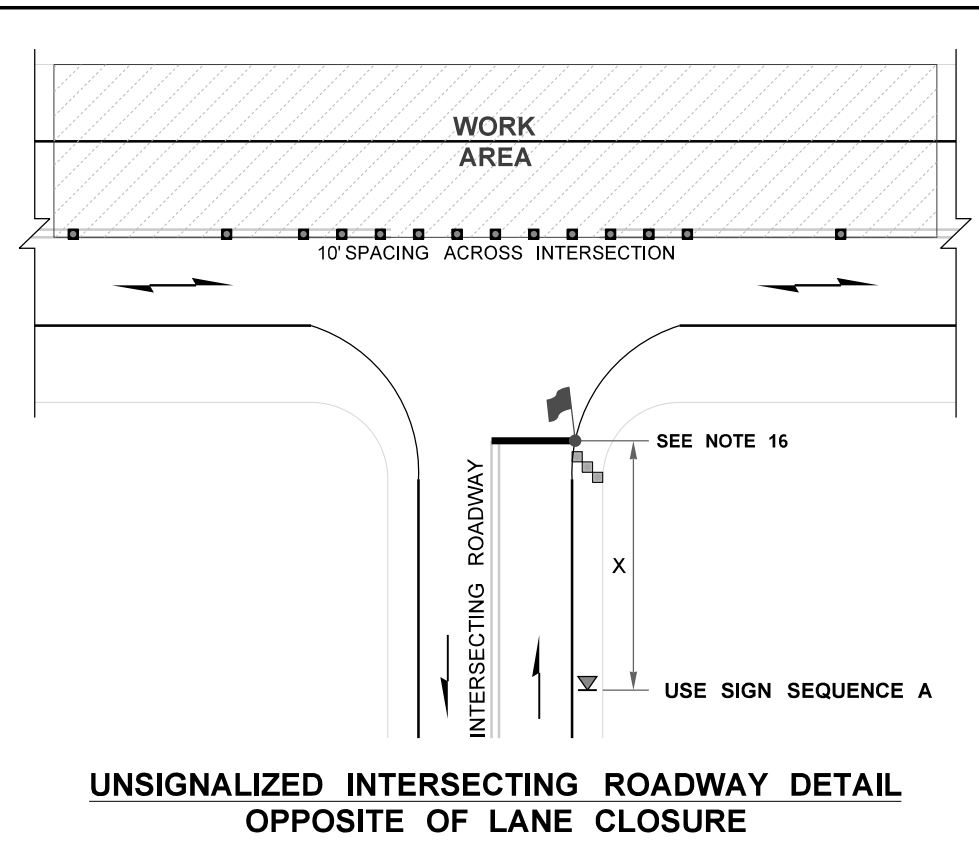 WORK
AREA
10' SPACING ACROSS INTERSECTION
SEE NOTE 16
INTERSECTING ROADWAY
X
USE SIGN SEQUENCE A
UNSIGNALIZED INTERSECTING ROADWAY DETAIL
OPPOSITE OF LANE CLOSURE